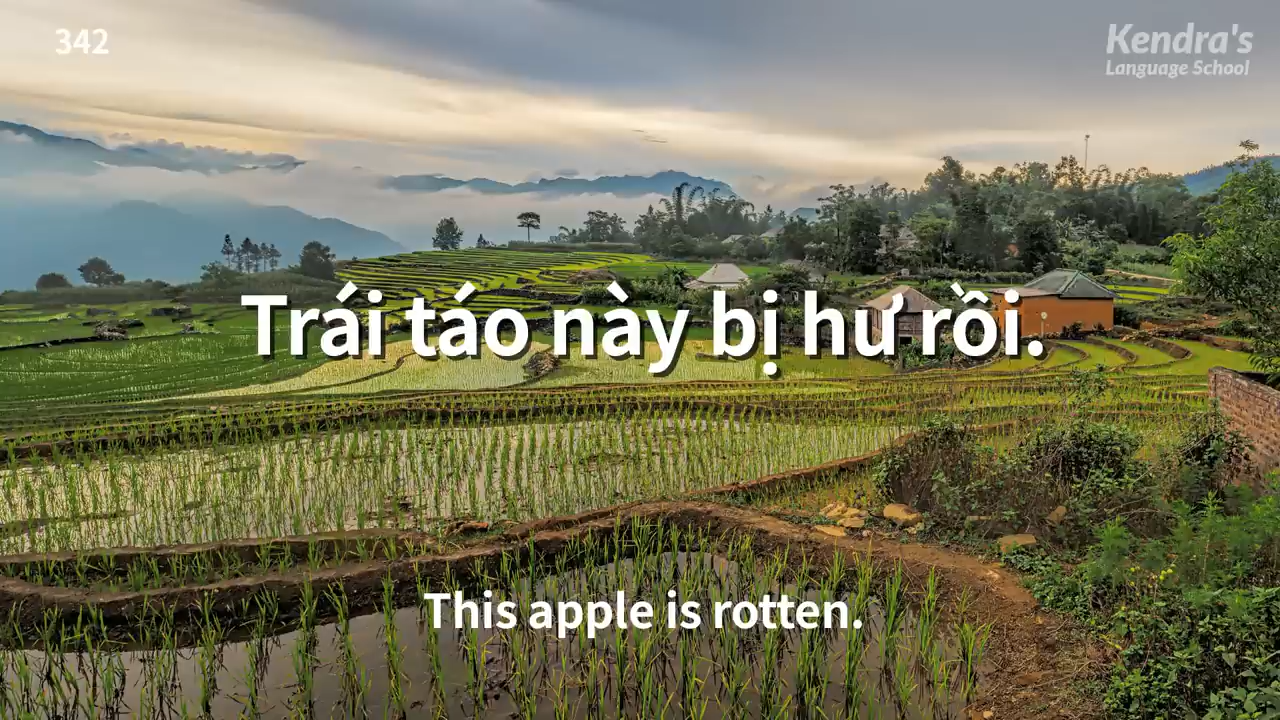 342
Kendra's
Language School
Trái táo này bị hư rồi.
This apple is rotten.